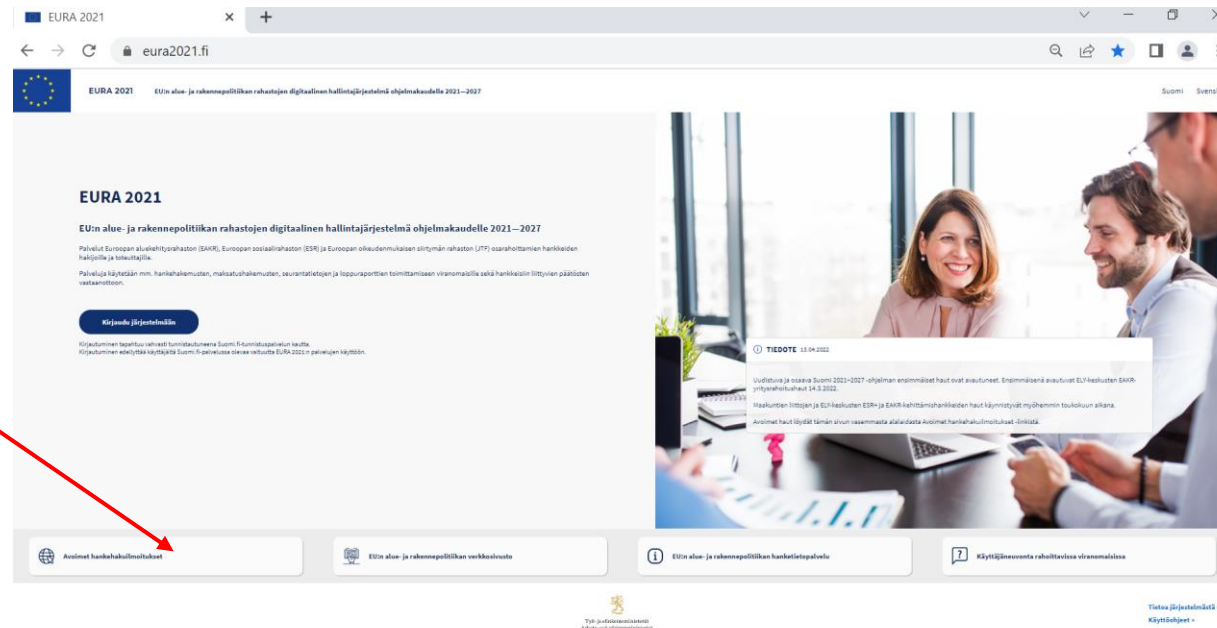 EURA 2021
eura2021.fi
EURA 2021 EU:n alue- ja rakennepolitiikan rahastojen digitaalinen hallintajärjestelmä ohjelmakaudelle 2021—2027
Suomi Svensk
EURA 2021
EU:n alue- ja rakennepolitiikan rahastojen digitaalinen hallintajärjestelmä ohjelmakaudelle 2021—2027
Palvelut Euroopan aluekehitysrahaston (EAKR), Euroopan sosiaalirahaston (ESR) ja Euroopan oikeudenmukaisen siirtymän rahaston (JTF) osarahoittamien hankkeiden
hakijoille ja toteuttajille.
Palveluja käytetään mm. hankehakemusten, maksatushakemusten, seurantatietojen ja loppuraporttien toimittamiseen viranomaisille sekä hankkeisiin liittyvien päätösten
vastaanottoon.
Kirjaudu järjestelmään
Kirjautuminen tapahtuu vahvasti tunnistautuneena Suomi.fi-tunnistuspalvelun kautta.
Kirjautuminen edellyttää käyttäjältä Suomi.fi-palvelussa olevaa valtuutta EURA 2021:n palvelujen käyttöön.
TIEDOTE 13.04.2022
Uudistuva ja osaava Suomi 2021–2027 -ohjelman ensimmäiset haut ovat avautuneet. Ensimmäisenä avautuvat ELY-keskusten EAKR-
yritysrahoitushaut 14.3.2022.
Maakuntien liittojen ja ELY-keskusten ESR+ ja EAKR-kehittämishankkeiden haut käynnistyvät myöhemmin toukokuun aikana.
Avoimet haut löydät tämän sivun vasemmasta alalaidasta Avoimet hankehakuilmoitukset -linkistä.
Avoimet hankehakuilmoitukset
EU:n alue- ja rakennepolitiikan verkkosivusto
EU:n alue- ja rakennepolitiikan hanketietopalvelu
Käyttäjäneuvonta rahoittavissa viranomaisissa
Työ- ja elinkeinoministeriö
Tietoa järjestelmästä
Käyttöohjeet »